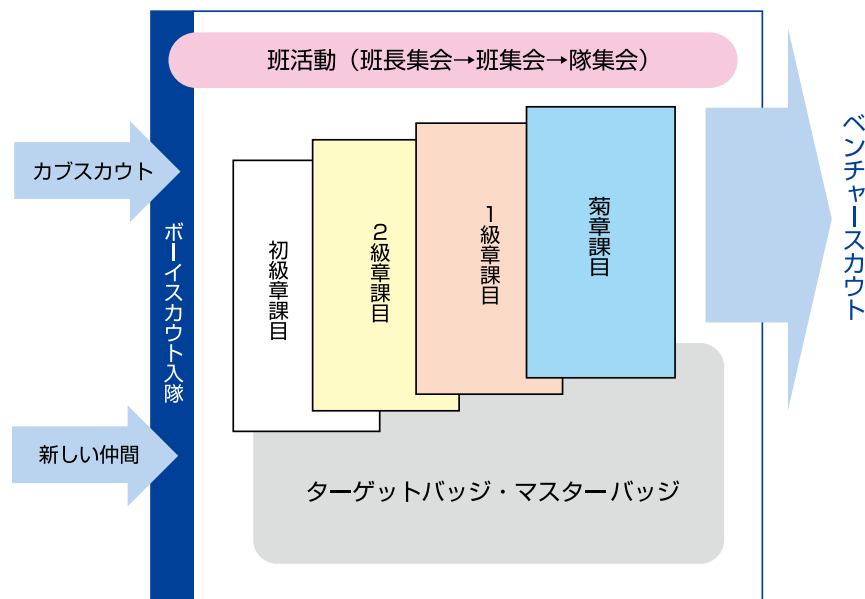 班活動（班長集会→班集会→隊集会）
カブスカウト
新しい仲間
ボーイスカウト入隊
初級章課目
２級章課目
１級章課目
菊章課目
ターゲットバッジ・マスターバッジ
ベンチャースカウト